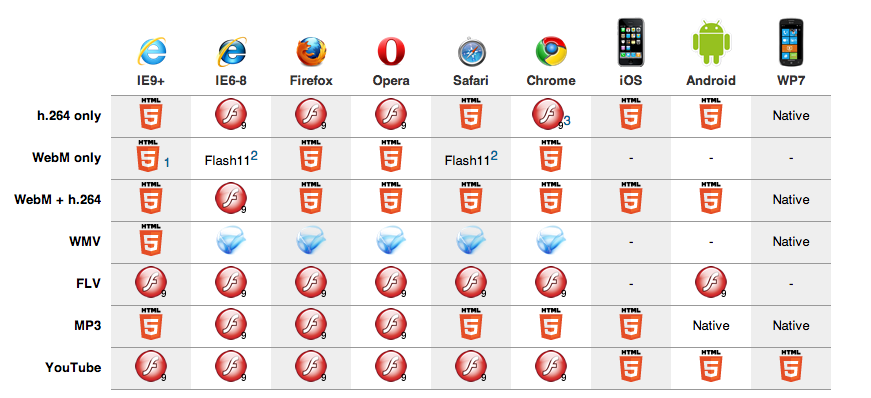 IE9+ IE6-8 Firefox Opera Safari Chrome iOS Android WP7
h.264 only HTML 5 9 9 9 HTML 5 9 3 HTML 5 HTML 5 Native
WebM only HTML 5 1 Flash11 2 HTML 5 HTML 5 Flash11 2 HTML 5 - - -
WebM + h.264 HTML 5 9 HTML 5 HTML 5 HTML 5 HTML 5 HTML 5 HTML 5 Native
WMV HTML 5 - - Native
FLV 9 9 9 9 9 9 - 9 -
MP3 HTML 5 9 9 9 HTML 5 HTML 5 HTML 5 Native Native
YouTube 9 9 9 9 9 9 HTML 5 HTML 5 HTML 5